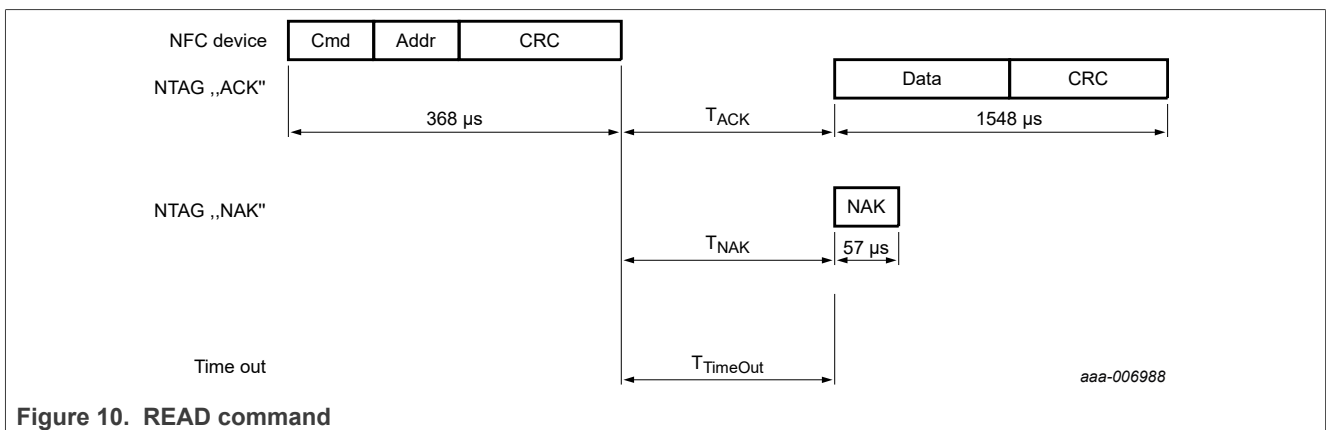 NFC device Cmd Addr CRC
NTAG ,,ACK" Data CRC
368 µs TACK 1548 µs
NTAG ,,NAK" NAK
TNAK 57 µs
Time out TTimeOut aaa-006988
Figure 10. READ command